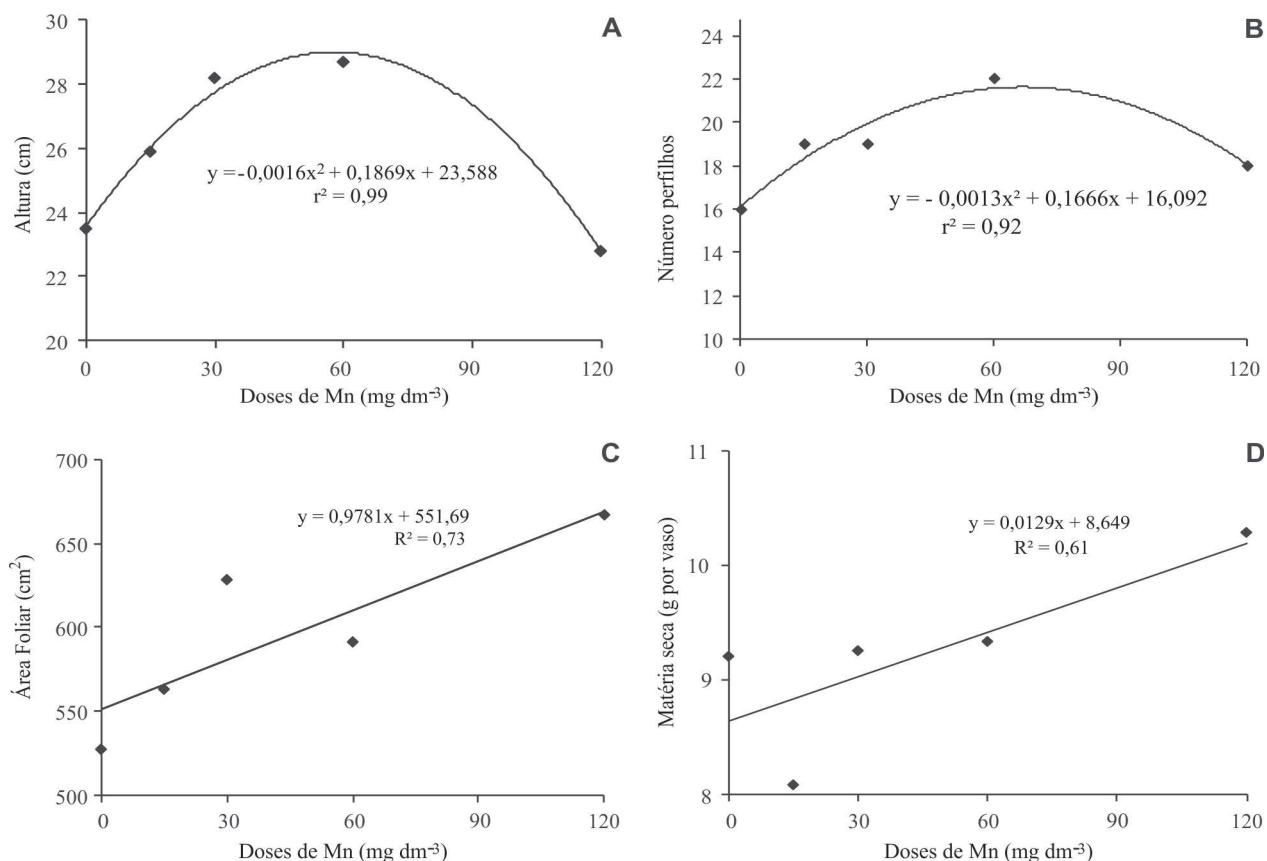 A
Altura (cm)
30
28
26
24
22
20
y =-0,0016x² + 0,1869x + 23,588
r² = 0,99
0 30 60 90 120
Doses de Mn (mg dm⁻³)
B
Número perfilhos
24
22
20
18
16
14
12
10
y = - 0,0013x² + 0,1666x + 16,092
r² = 0,92
0 30 60 90 120
Doses de Mn (mg dm⁻³)
C
Área Foliar (cm²)
700
650
600
550
500
y = 0,9781x + 551,69
R² = 0,73
0 30 60 90 120
Doses de Mn (mg dm⁻³)
D
Matéria seca (g por vaso)
11
10
9
8
y = 0,0129x + 8,649
R² = 0,61
0 30 60 90 120
Doses de Mn (mg dm⁻³)